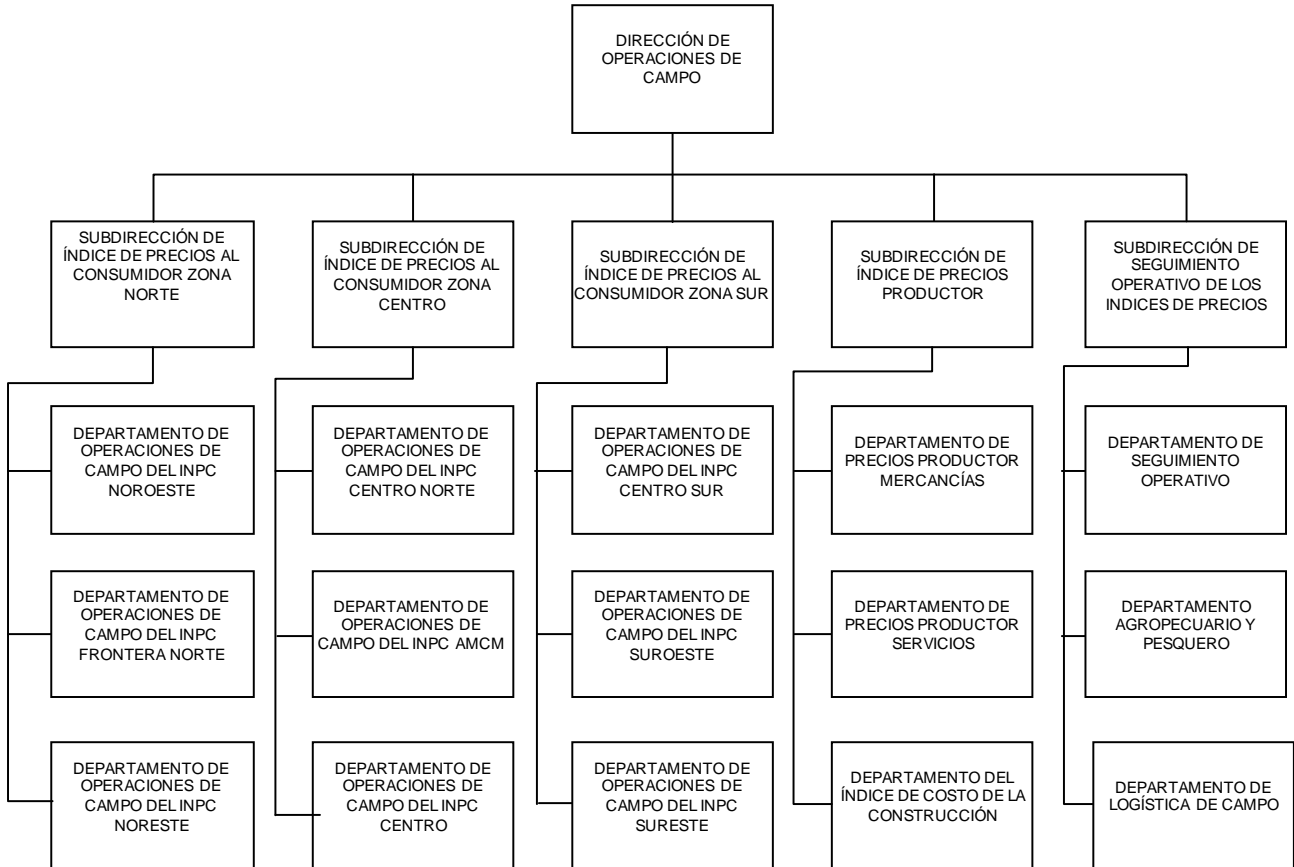 DIRECCIÓN DE
OPERACIONES DE
CAMPO
SUBDIRECCIÓN DE
ÍNDICE DE PRECIOS AL
CONSUMIDOR ZONA
NORTE
SUBDIRECCIÓN DE
ÍNDICE DE PRECIOS AL
CONSUMIDOR ZONA
CENTRO
SUBDIRECCIÓN DE
ÍNDICE DE PRECIOS AL
CONSUMIDOR ZONA SUR
SUBDIRECCIÓN DE
ÍNDICE DE PRECIOS
PRODUCTOR
SUBDIRECCIÓN DE
SEGUIMIENTO
OPERATIVO DE LOS
INDICES DE PRECIOS
DEPARTAMENTO DE
OPERACIONES DE
CAMPO DEL INPC
NOROESTE
DEPARTAMENTO DE
OPERACIONES DE
CAMPO DEL INPC
CENTRO NORTE
DEPARTAMENTO DE
OPERACIONES DE
CAMPO DEL INPC
CENTRO SUR
DEPARTAMENTO DE
PRECIOS PRODUCTOR
MERCANCÍAS
DEPARTAMENTO DE
SEGUIMIENTO
OPERATIVO
DEPARTAMENTO DE
OPERACIONES DE
CAMPO DEL INPC
FRONTERA NORTE
DEPARTAMENTO DE
OPERACIONES DE
CAMPO DEL INPC AMCM
DEPARTAMENTO DE
OPERACIONES DE
CAMPO DEL INPC
SUROESTE
DEPARTAMENTO DE
PRECIOS PRODUCTOR
SERVICIOS
DEPARTAMENTO
AGROPECUARIO Y
PESQUERO
DEPARTAMENTO DE
OPERACIONES DE
CAMPO DEL INPC
NORESTE
DEPARTAMENTO DE
OPERACIONES DE
CAMPO DEL INPC
CENTRO
DEPARTAMENTO DE
OPERACIONES DE
CAMPO DEL INPC
SURESTE
DEPARTAMENTO DEL
ÍNDICE DE COSTO DE LA
CONSTRUCCIÓN
DEPARTAMENTO DE
LOGÍSTICA DE CAMPO